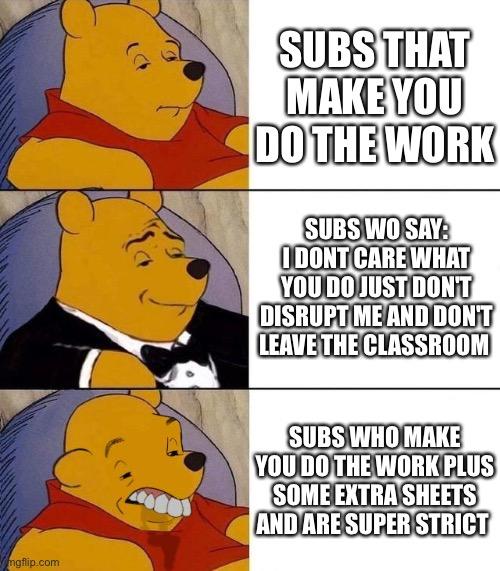 SUBS THAT
MAKE YOU
DO THE WORK
SUBS WO SAY:
I DONT CARE WHAT
YOU DO JUST DON'T
DISRUPT ME AND DON'T
LEAVE THE CLASSROOM
SUBS WHO MAKE
YOU DO THE WORK PLUS
SOME EXTRA SHEETS
AND ARE SUPER STRICT
imgflip.com